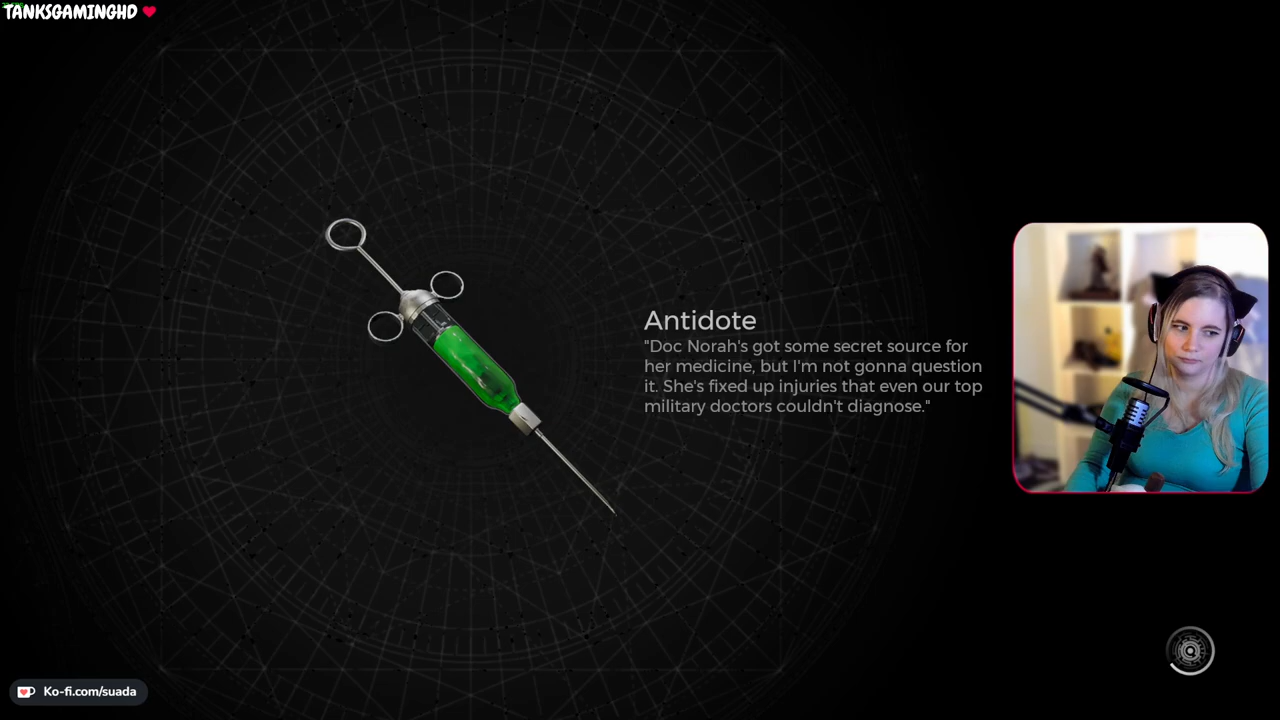 TANKSGAMINGHD
Antidote
"Doc Norah's got some secret source for
her medicine, but I'm not gonna question
it. She's fixed up injuries that even our top
military doctors couldn't diagnose."
Ko-fi.com/suada